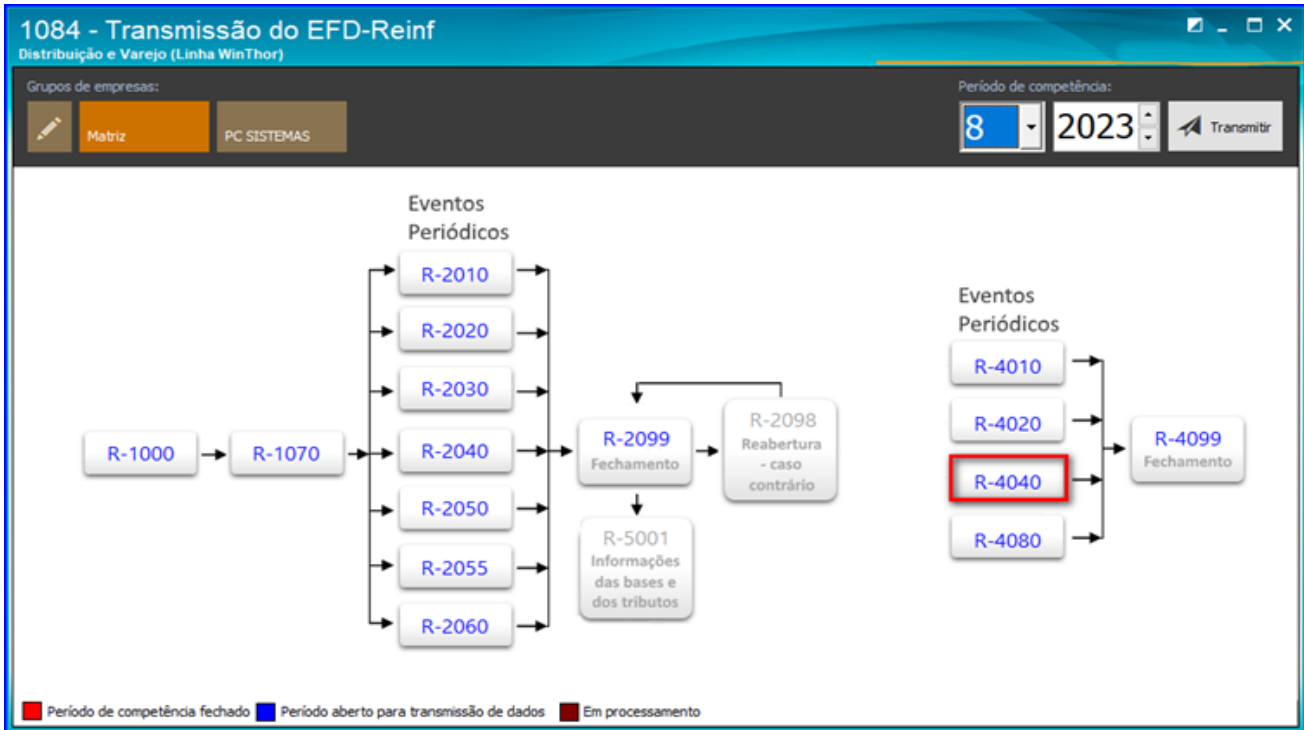 1084 - Transmissão do EFD-Reinf
Distribuição e Varejo (Linha WinThor)
Grupos de empresas:
Matriz
PC SISTEMAS
Período de competência:
8
2023
Transmitir
Eventos
Periódicos
R-2010
R-2020
R-2030
R-2040
R-2050
R-2055
R-2060
R-1000
R-1070
R-2099
Fechamento
R-2098
Reabertura
- caso
contrário
R-5001
Informações
das bases e
dos tributos
Eventos
Periódicos
R-4010
R-4020
R-4040
R-4080
R-4099
Fechamento
Período de competência fechado
Período aberto para transmissão de dados
Em processamento